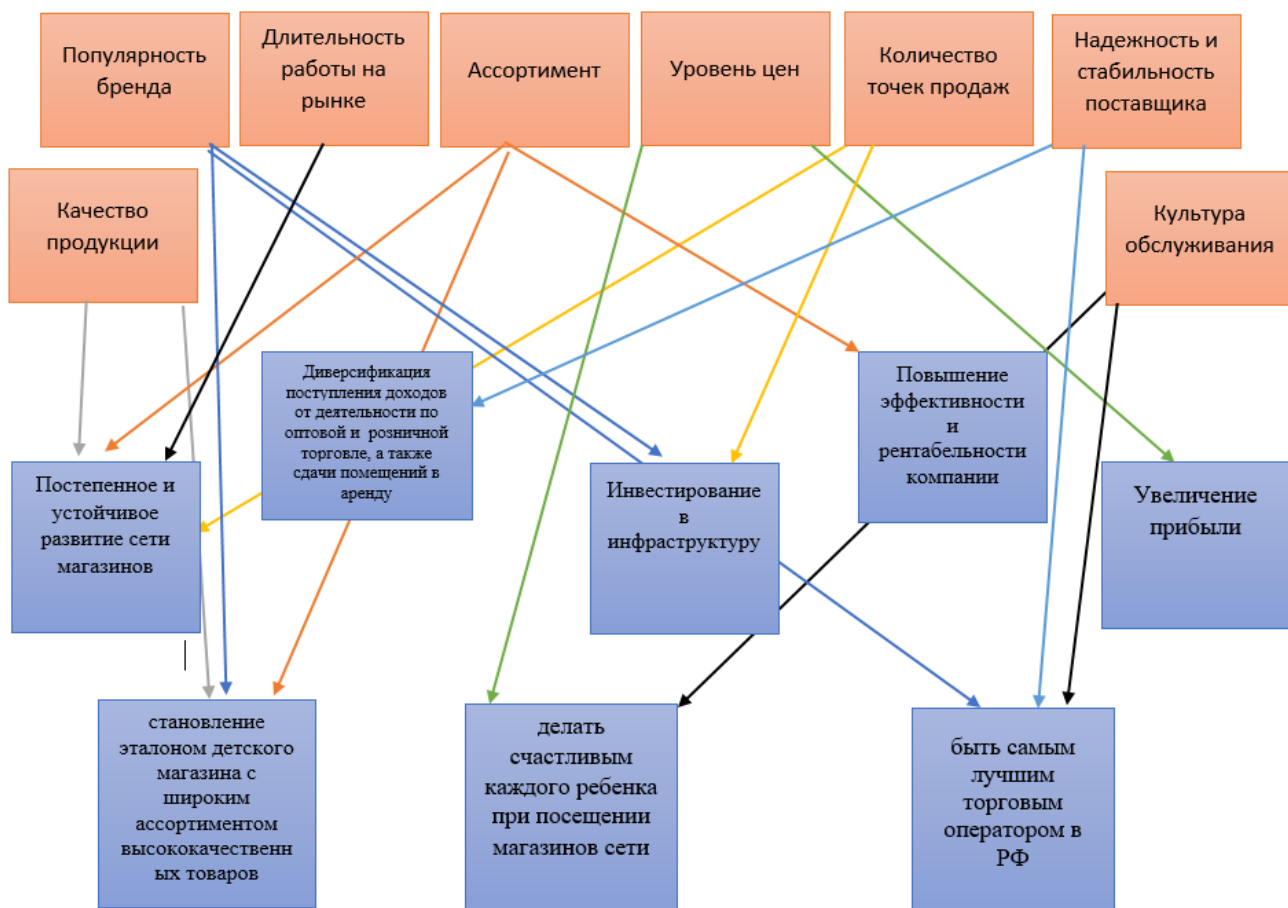 Популярность
бренда
Длительность
работы на
рынке
Ассортимент
Уровень цен
Количество
точек продаж
Надежность и
стабильность
поставщика
Качество
продукции
Культура
обслуживания
Диверсификация
поступления доходов
от деятельности по
оптовой и розничной
торговле, а также
сдачи помещений в
аренду
Повышение
эффективности
и
рентабельности
компании
Постепенное и
устойчивое
развитие сети
магазинов
Инвестирование
в
инфраструктуру
Увеличение
прибыли
становление
эталоном детского
магазина с
широким
ассортиментом
высококачественн
ых товаров
делать
счастливым
каждого ребенка
при посещении
магазинов сети
быть самым
лучшим
торговым
оператором в
РФ